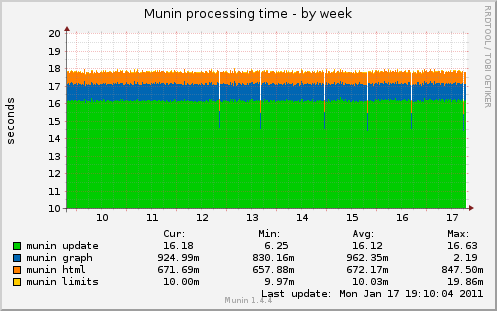 Munin processing time - by week
RRDTOOL / TOBI OETIKER
seconds
20
19
18
17
16
15
14
13
12
11
10
10 11 12 13 14 15 16 17
Cur: Min: Avg: Max:
munin update 16.18 6.25 16.12 16.63
munin graph 924.99m 830.16m 962.35m 2.19
munin html 671.69m 657.88m 672.17m 847.50m
munin limits 10.00m 9.97m 10.03m 19.86m
Last update: Mon Jan 17 19:10:04 2011
Munin 1.4.4